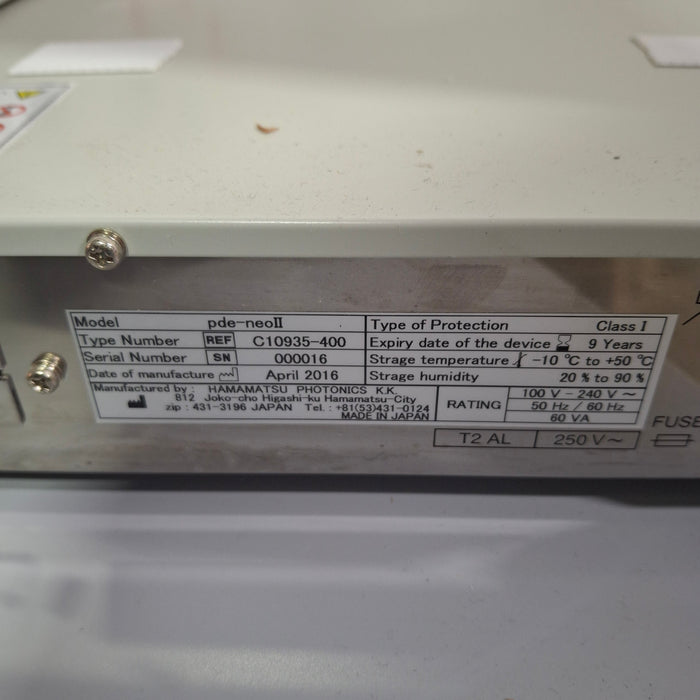 Model pde-neoII
Type Number REF C10935-400
Serial Number SN 000016
Date of manufacture April 2016
Manufactured by : HAMAMATSU PHOTONICS K.K.
812 Joko-cho Higashi-ku Hamamatsu-City
zip : 431-3196 JAPAN Tel. : +81(53)431-0124
MADE IN JAPAN
Type of Protection Class I
Expiry date of the device 9 Years
Strage temperature -10 ℃ to +50 ℃
Strage humidity 20 % to 90 %
RATING
100 V - 240 V ~
50 Hz / 60 Hz
60 VA
T2 AL 250 V ~
FUSE